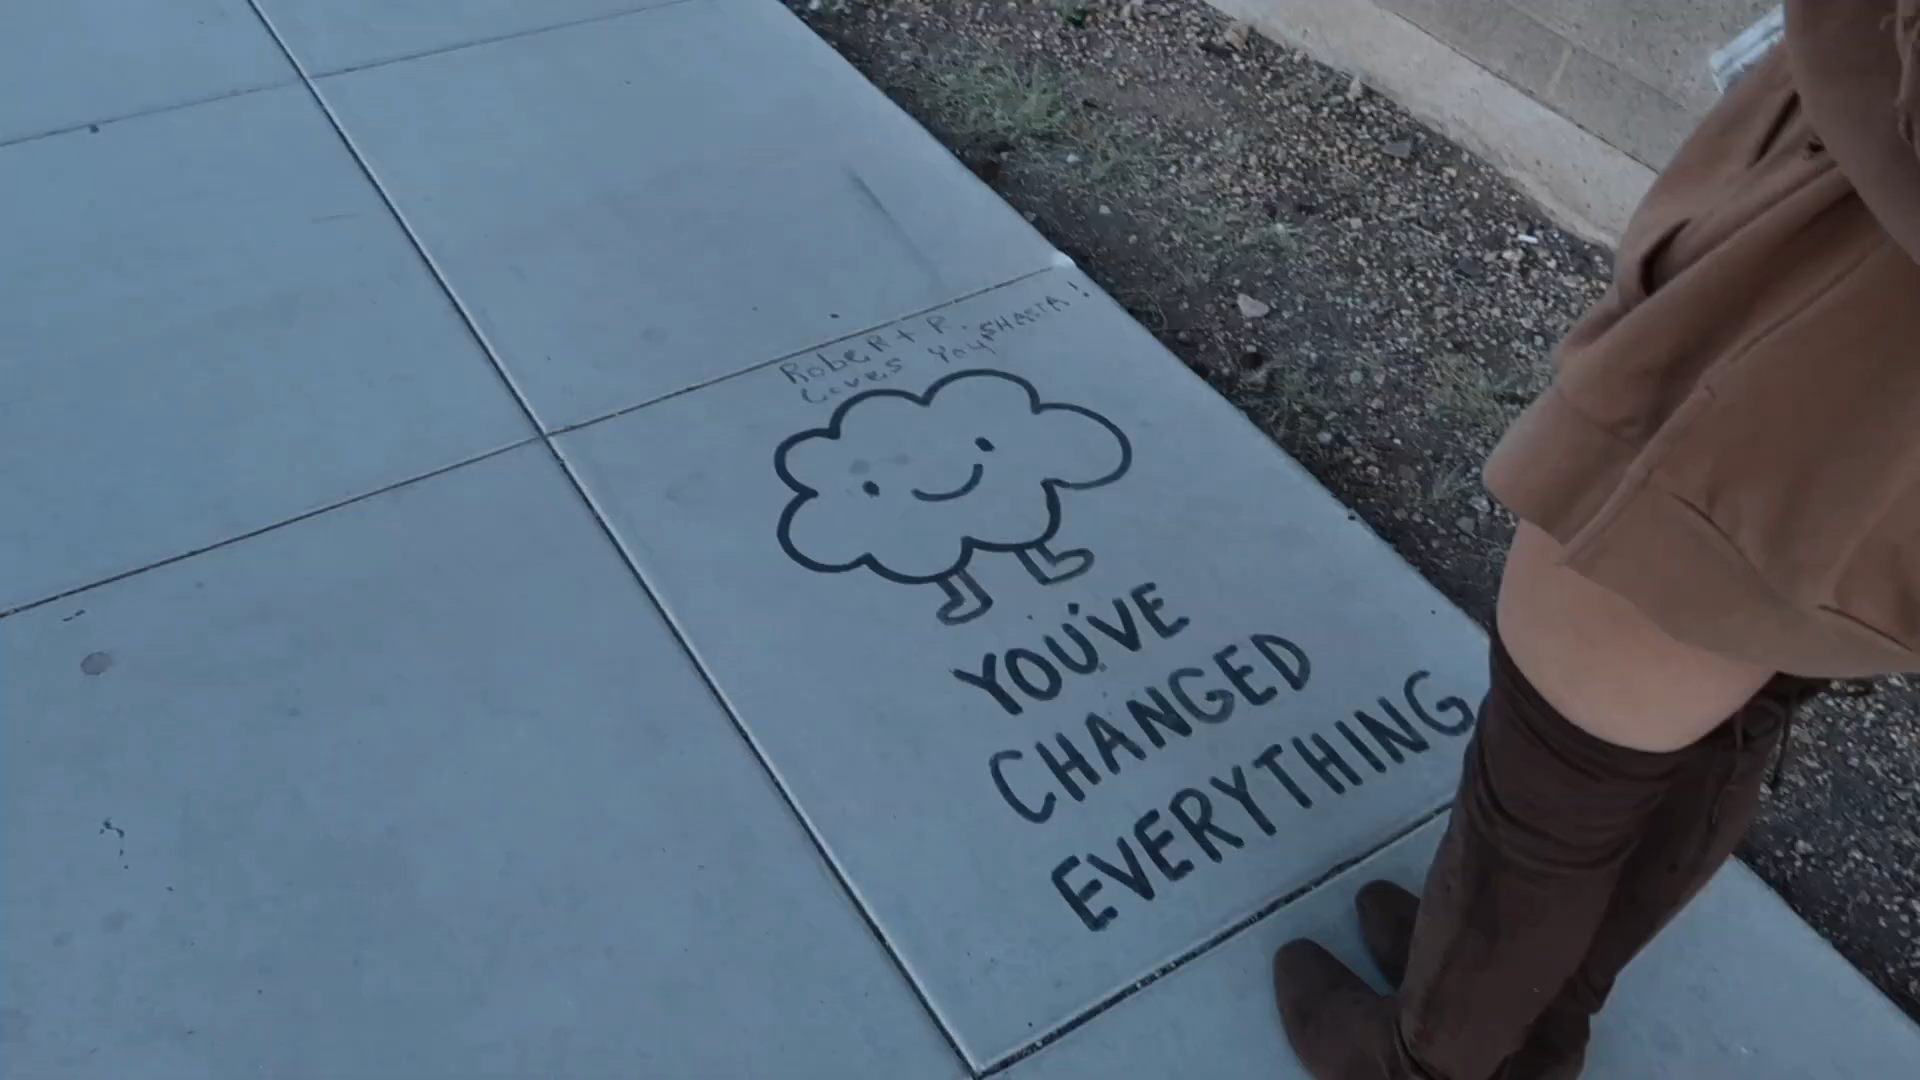 RobeRt R.
Loves You SHASTA!
YOU'VE
CHANGED
EVERYTHING